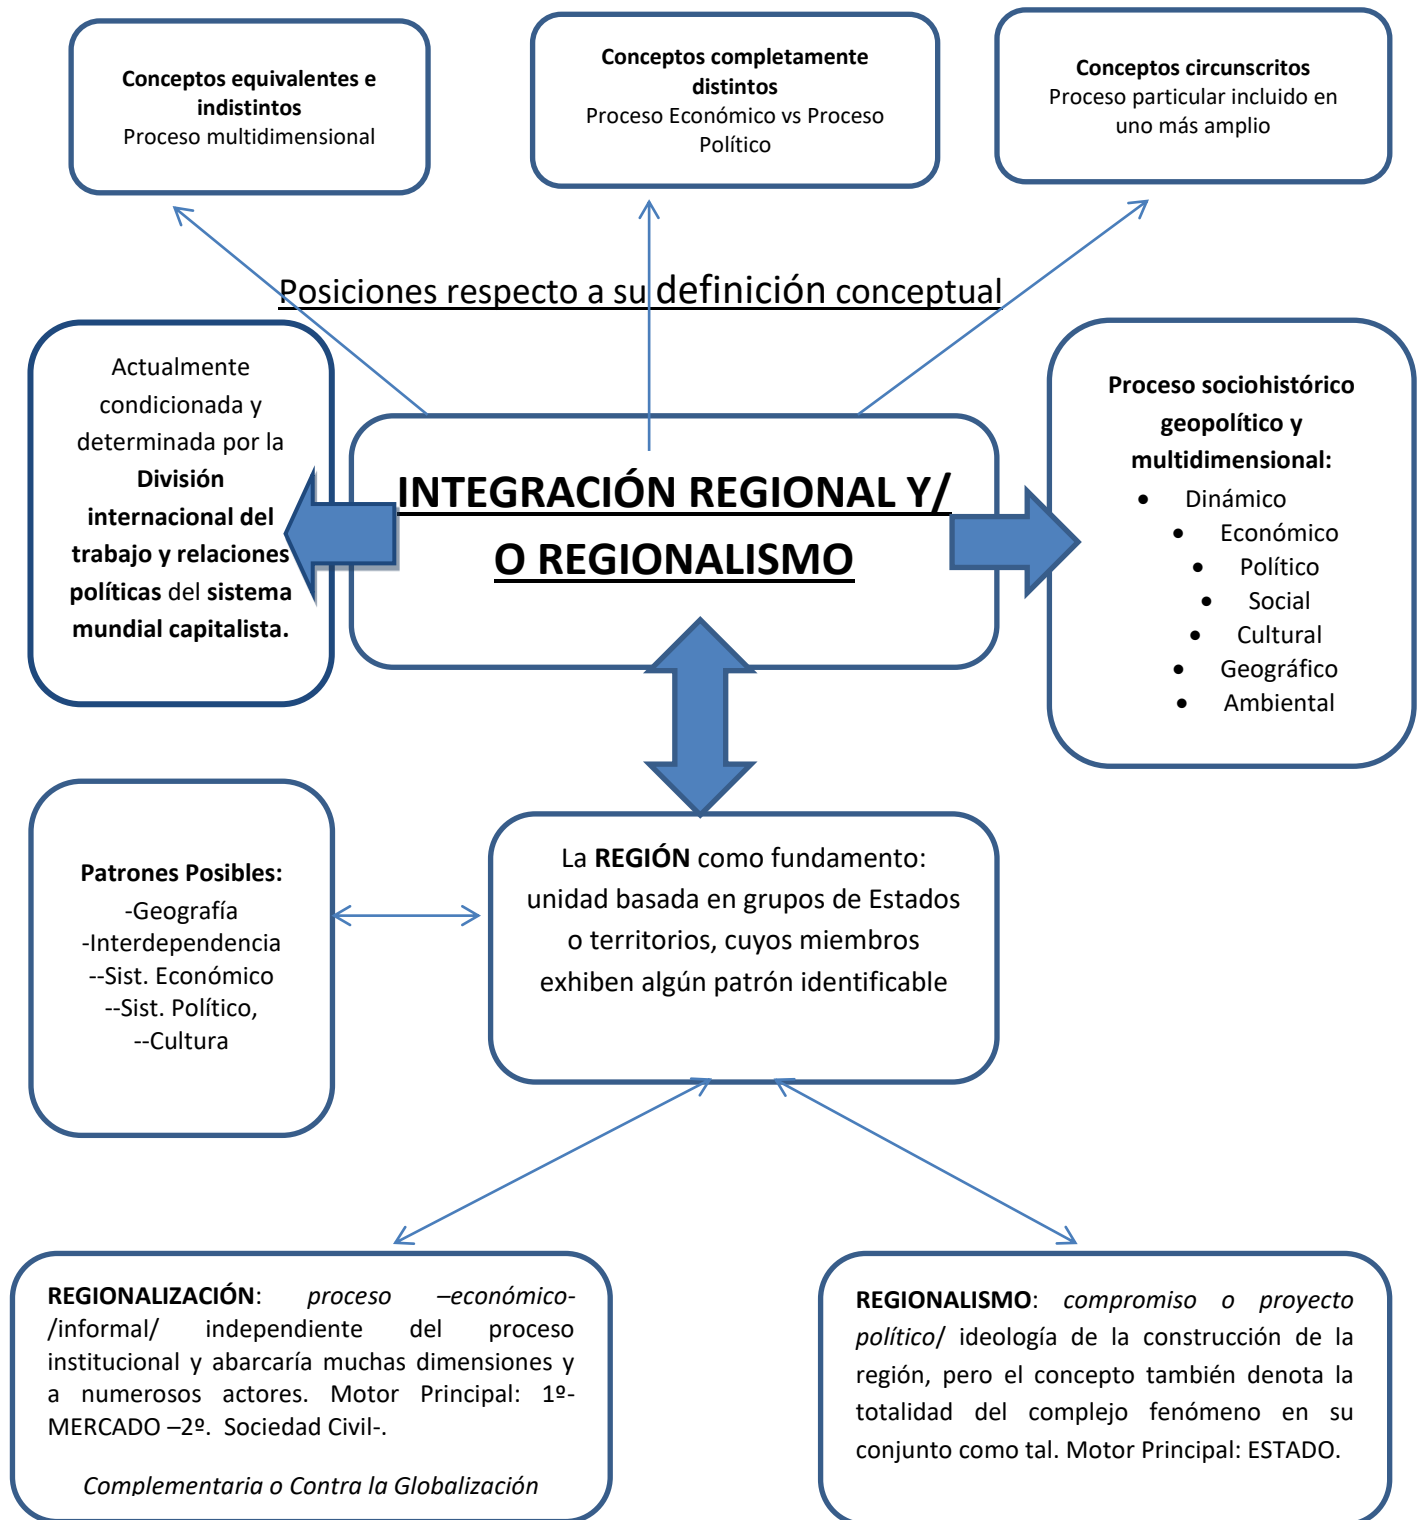 Conceptos equivalentes e
indistintos
Proceso multidimensional
Conceptos completamente
distintos
Proceso Económico vs Proceso
Político
Conceptos circunscritos
Proceso particular incluido en
uno más amplio
Posiciones respecto a su definición conceptual
Actualmente
condicionada y
determinada por la
División
internacional del
trabajo y relaciones
políticas del sistema
mundial capitalista.
INTEGRACIÓN REGIONAL Y/
O REGIONALISMO
Proceso sociohistórico
geopolítico y
multidimensional:
• Dinámico
• Económico
• Político
• Social
• Cultural
• Geográfico
• Ambiental
Patrones Posibles:
-Geografía
-Interdependencia
--Sist. Económico
--Sist. Político,
--Cultura
La REGIÓN como fundamento:
unidad basada en grupos de Estados
o territorios, cuyos miembros
exhiben algún patrón identificable
REGIONALIZACIÓN: proceso –económico-
/informal/ independiente del proceso
institucional y abarcaría muchas dimensiones y
a numerosos actores. Motor Principal: 1º-
MERCADO –2º. Sociedad Civil-.
Complementaria o Contra la Globalización
REGIONALISMO: compromiso o proyecto
político/ ideología de la construcción de la
región, pero el concepto también denota la
totalidad del complejo fenómeno en su
conjunto como tal. Motor Principal: ESTADO.